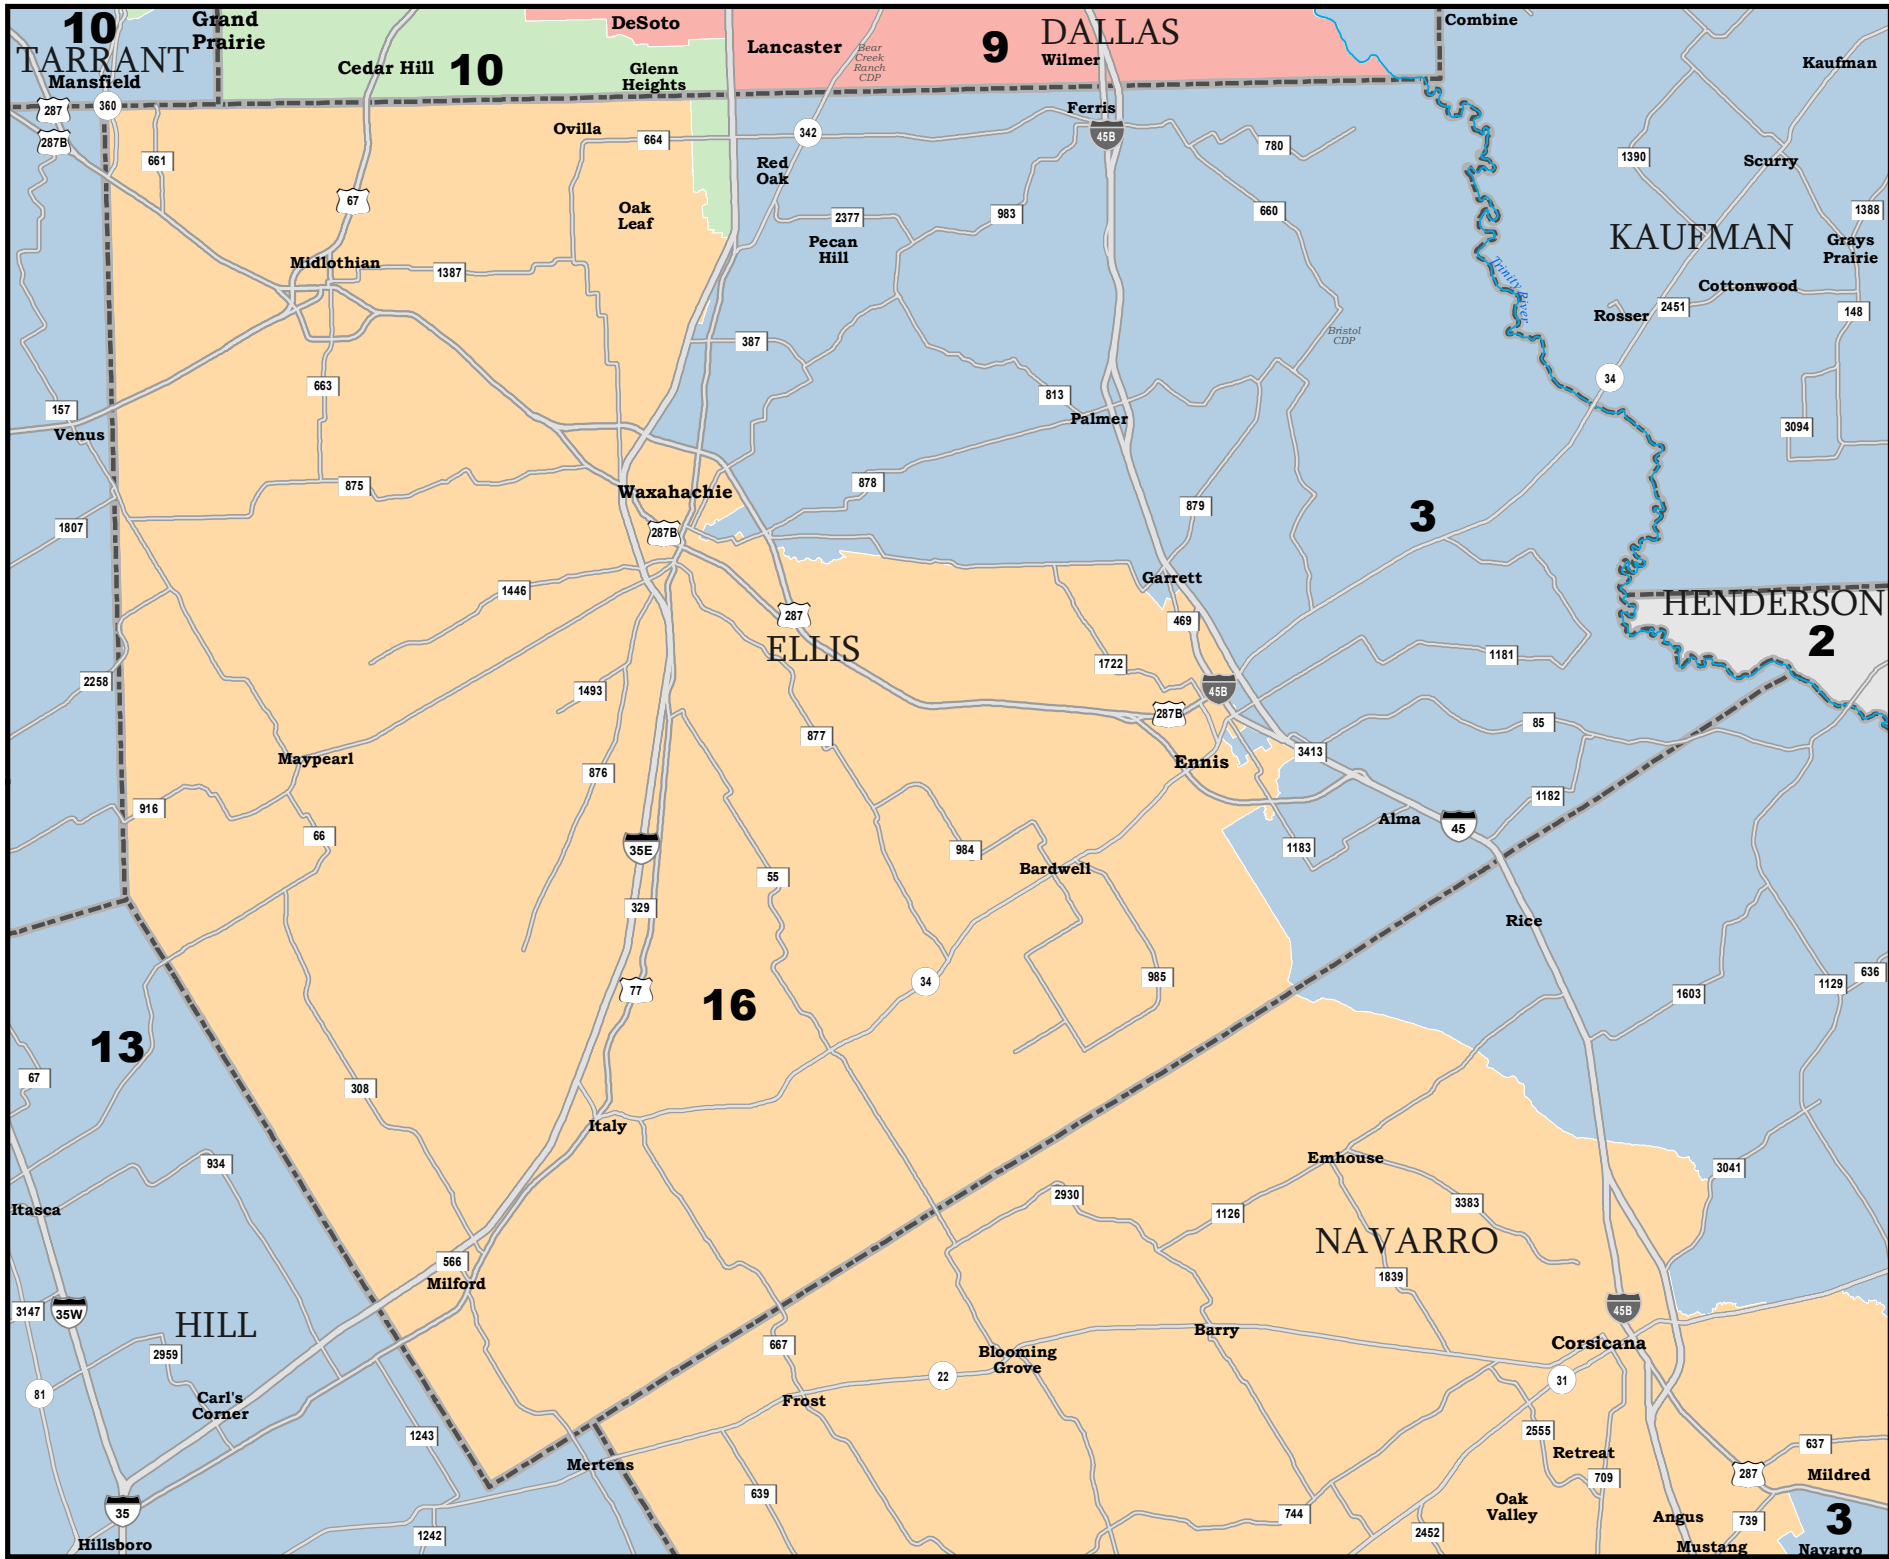 10
Grand
Prairie
DeSoto
Lancaster
9
DALLAS
Combine
TARRANT
Mansfield
Cedar Hill
10
Glenn
Heights
Bear
Creek
Ranch
CDP
Wilmer
Kaufman
287
360
287B
Ferris
45B
Ovilla
664
342
780
661
Red
Oak
1390
Scurry
67
Oak
Leaf
2377
983
660
1388
KAUFMAN
Grays
Prairie
Pecan
Hill
Midlothian
1387
Trinity River
Cottonwood
Rosser
2451
148
387
Bristol
CDP
663
34
813
157
Venus
Palmer
3094
875
Waxahachie
878
879
3
1807
287B
1446
Garrett
HENDERSON
2
287
469
ELLIS
1722
1181
2258
1493
45B
287B
85
877
3413
Maypearl
876
Ennis
916
1182
66
35E
Alma
45
984
1183
Bardwell
55
329
Rice
34
985
636
77
16
1603
1129
13
67
308
Italy
Emhouse
3041
934
2930
3383
Itasca
1126
NAVARRO
566
Milford
1839
3147
35W
45B
HILL
Barry
2959
667
Blooming
Grove
Corsicana
81
22
31
Carl's
Corner
Frost
1243
2555
637
Retreat
Mertens
287
Mildred
709
639
35
Oak
Valley
744
Angus
739
3
1242
2452
Hillsboro
Mustang
Navarro